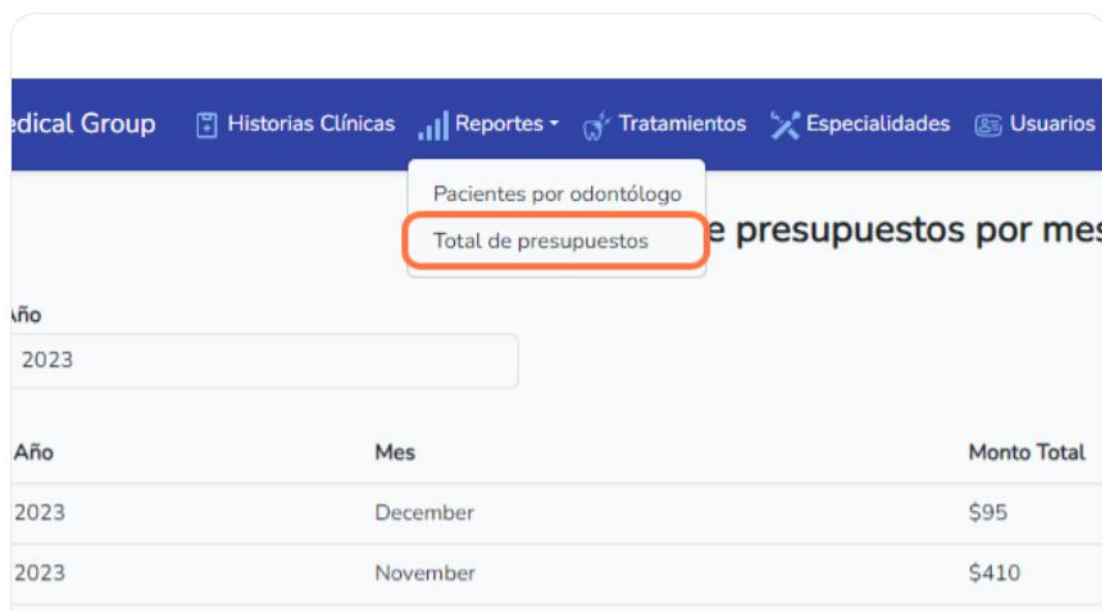 edical Group Historias Clínicas Reportes Tratamientos Especialidades Usuarios
Pacientes por odontólogo
Total de presupuestos
e presupuestos por mes
Año
2023
Año Mes Monto Total
2023 December $95
2023 November $410